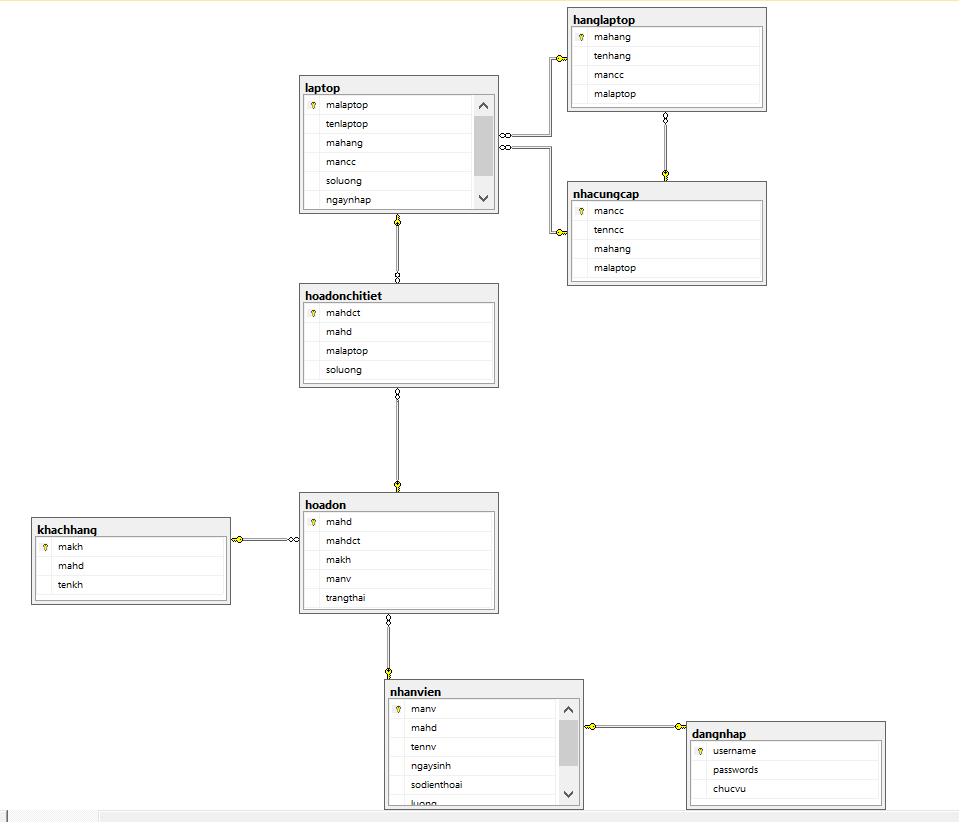 hanglaptop
mahang
tenhang
mancc
malaptop
laptop
malaptop
tenlaptop
mahang
mancc
soluong
ngaynhap
nhacungcap
mancc
tenncc
mahang
malaptop
hoadonchitiet
mahdct
mahd
malaptop
soluong
hoadon
mahd
mahdct
makh
manv
trangthai
khachhang
makh
mahd
tenkh
nhanvien
manv
mahd
tennv
ngaysinh
sodienthoai
luong
dangnhap
username
passwords
chucvu